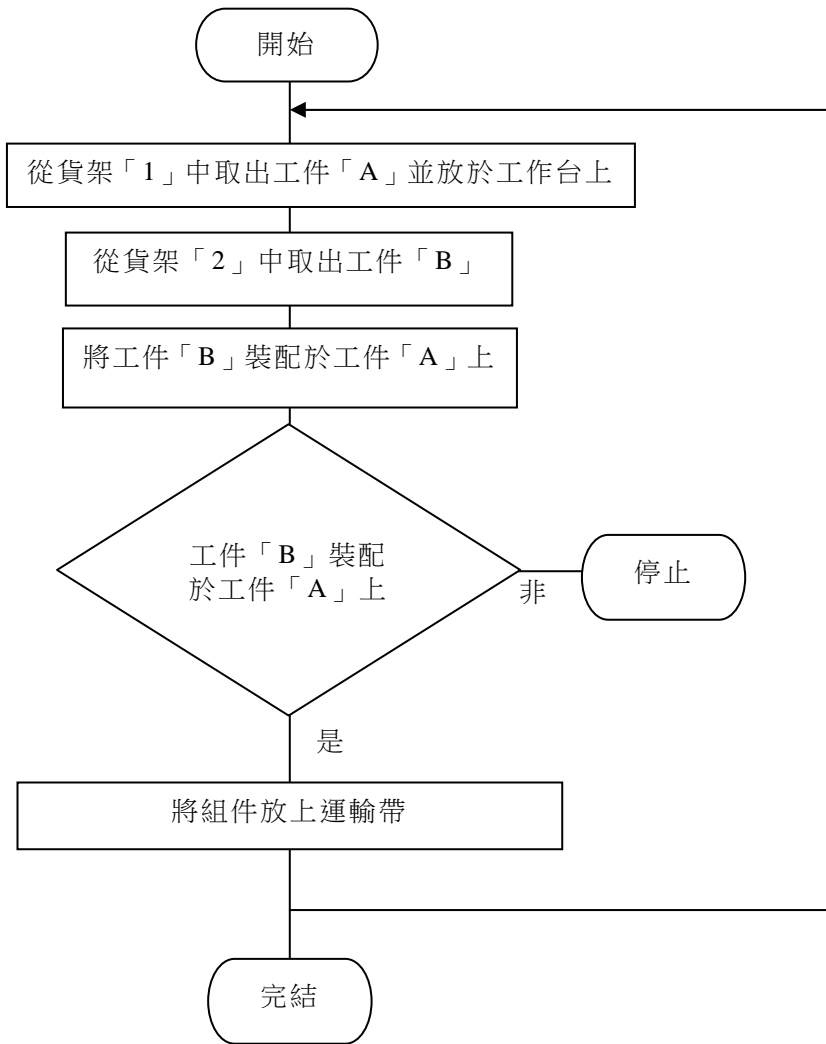 開始
從貨架「1」中取出工件「A」並放於工作台上
從貨架「2」中取出工件「B」
將工件「B」裝配於工件「A」上
工件「B」裝配
於工件「A」上
非
停止
是
將組件放上運輸帶
完結